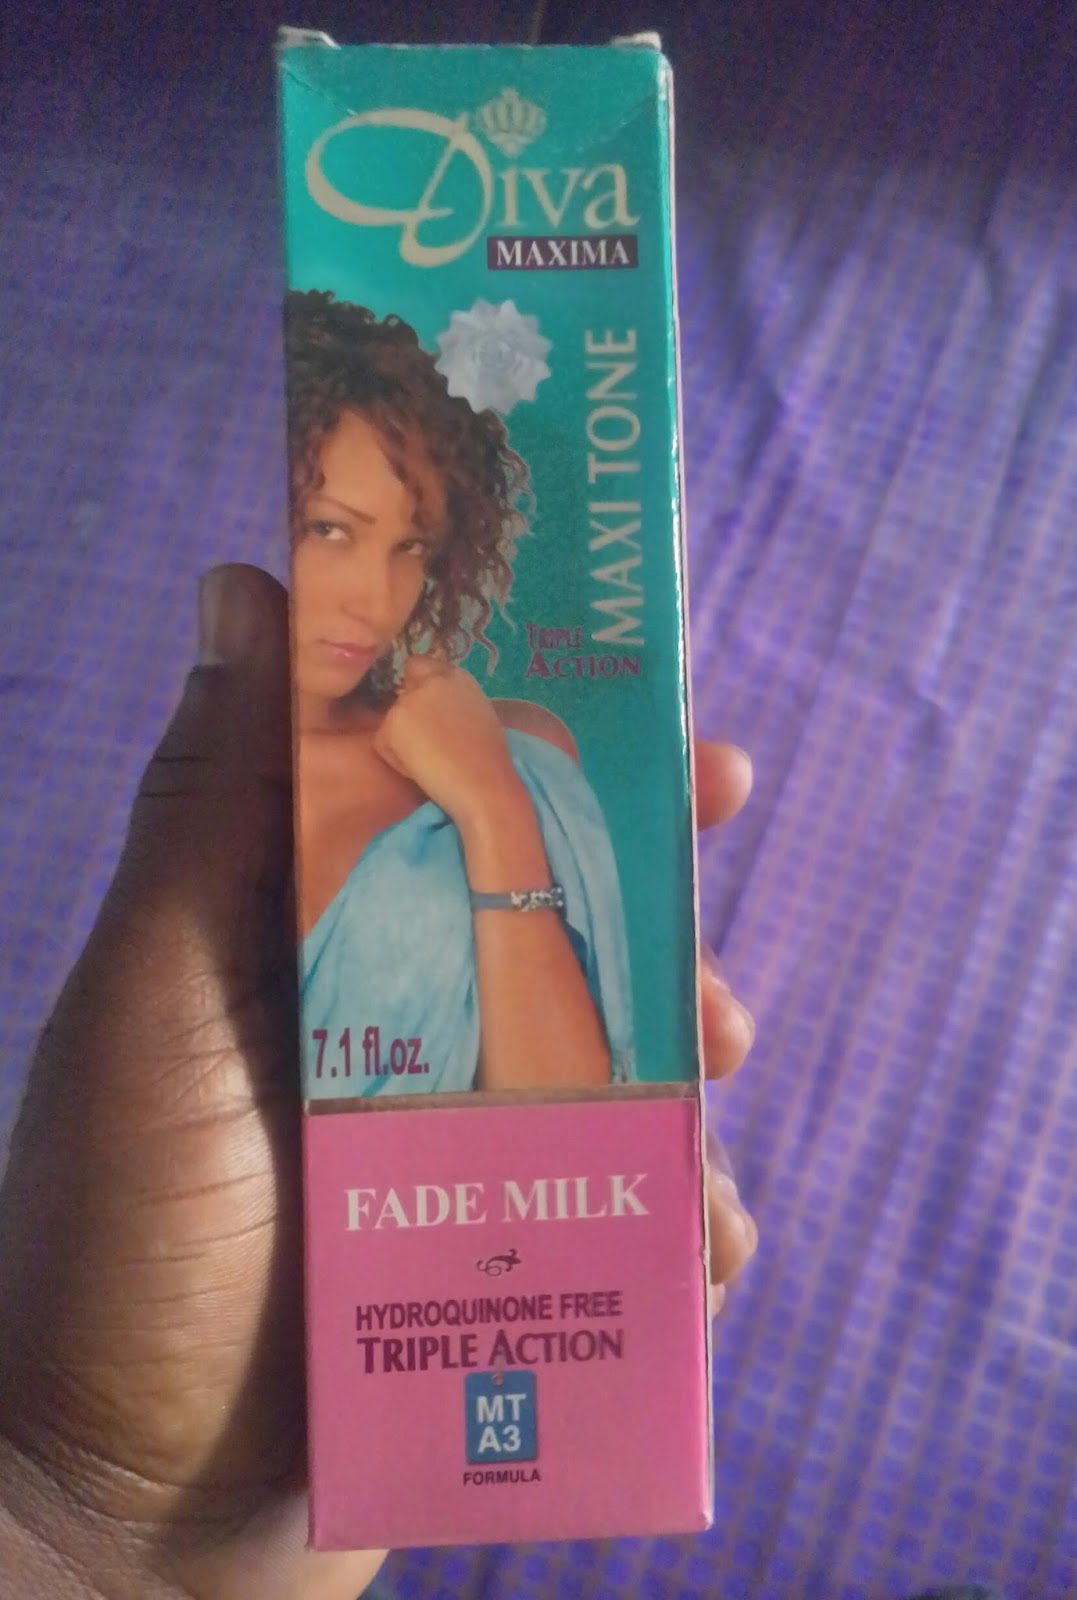 Diva
MAXIMA
MAXI TONE
TRIPLE
ACTION
7.1 fl.oz.
FADE MILK
HYDROQUINONE FREE
TRIPLE ACTION
MT
A3
FORMULA